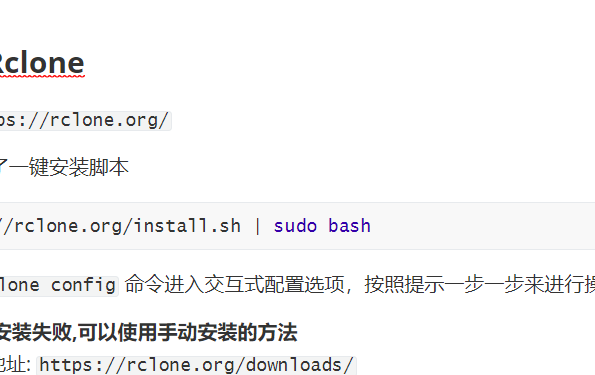 Rclone
ps://rclone.org/
了一键安装脚本
//rclone.org/install.sh | sudo bash
lone config 命令进入交互式配置选项，按照提示一步一步来进行操
安装失败,可以使用手动安装的方法
地址: https://rclone.org/downloads/